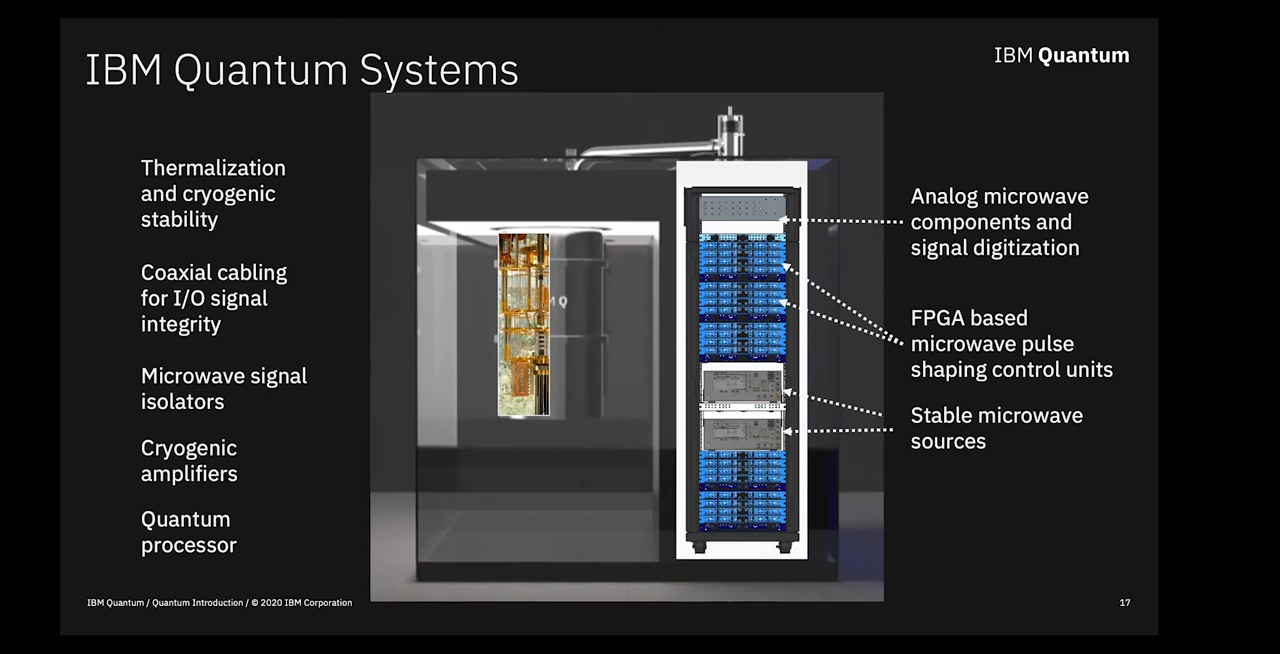 IBM Quantum Systems
IBM Quantum
Thermalization
and cryogenic
stability
Coaxial cabling
for I/O signal
integrity
Microwave signal
isolators
Cryogenic
amplifiers
Quantum
processor
M Q
Analog microwave
components and
signal digitization
FPGA based
microwave pulse
shaping control units
Stable microwave
sources
IBM Quantum / Quantum Introduction / © 2020 IBM Corporation
17